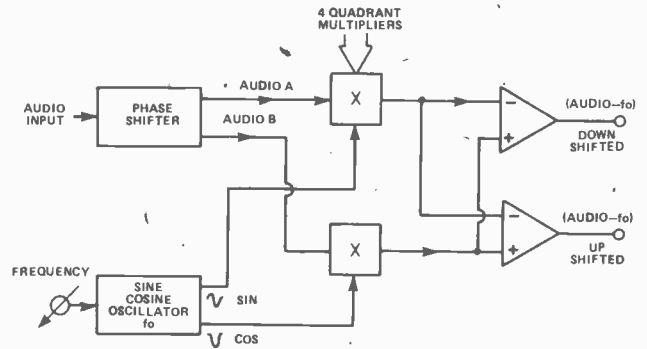 4 QUADRANT
MULTIPLIERS
AUDIO
INPUT
PHASE
SHIFTER
AUDIO A
AUDIO B
X
X
−
+
(AUDIO–fo)
DOWN
SHIFTED
−
+
(AUDIO–fo)
UP
SHIFTED
FREQUENCY
SINE
COSINE
OSCILLATOR
fo
SIN
COS